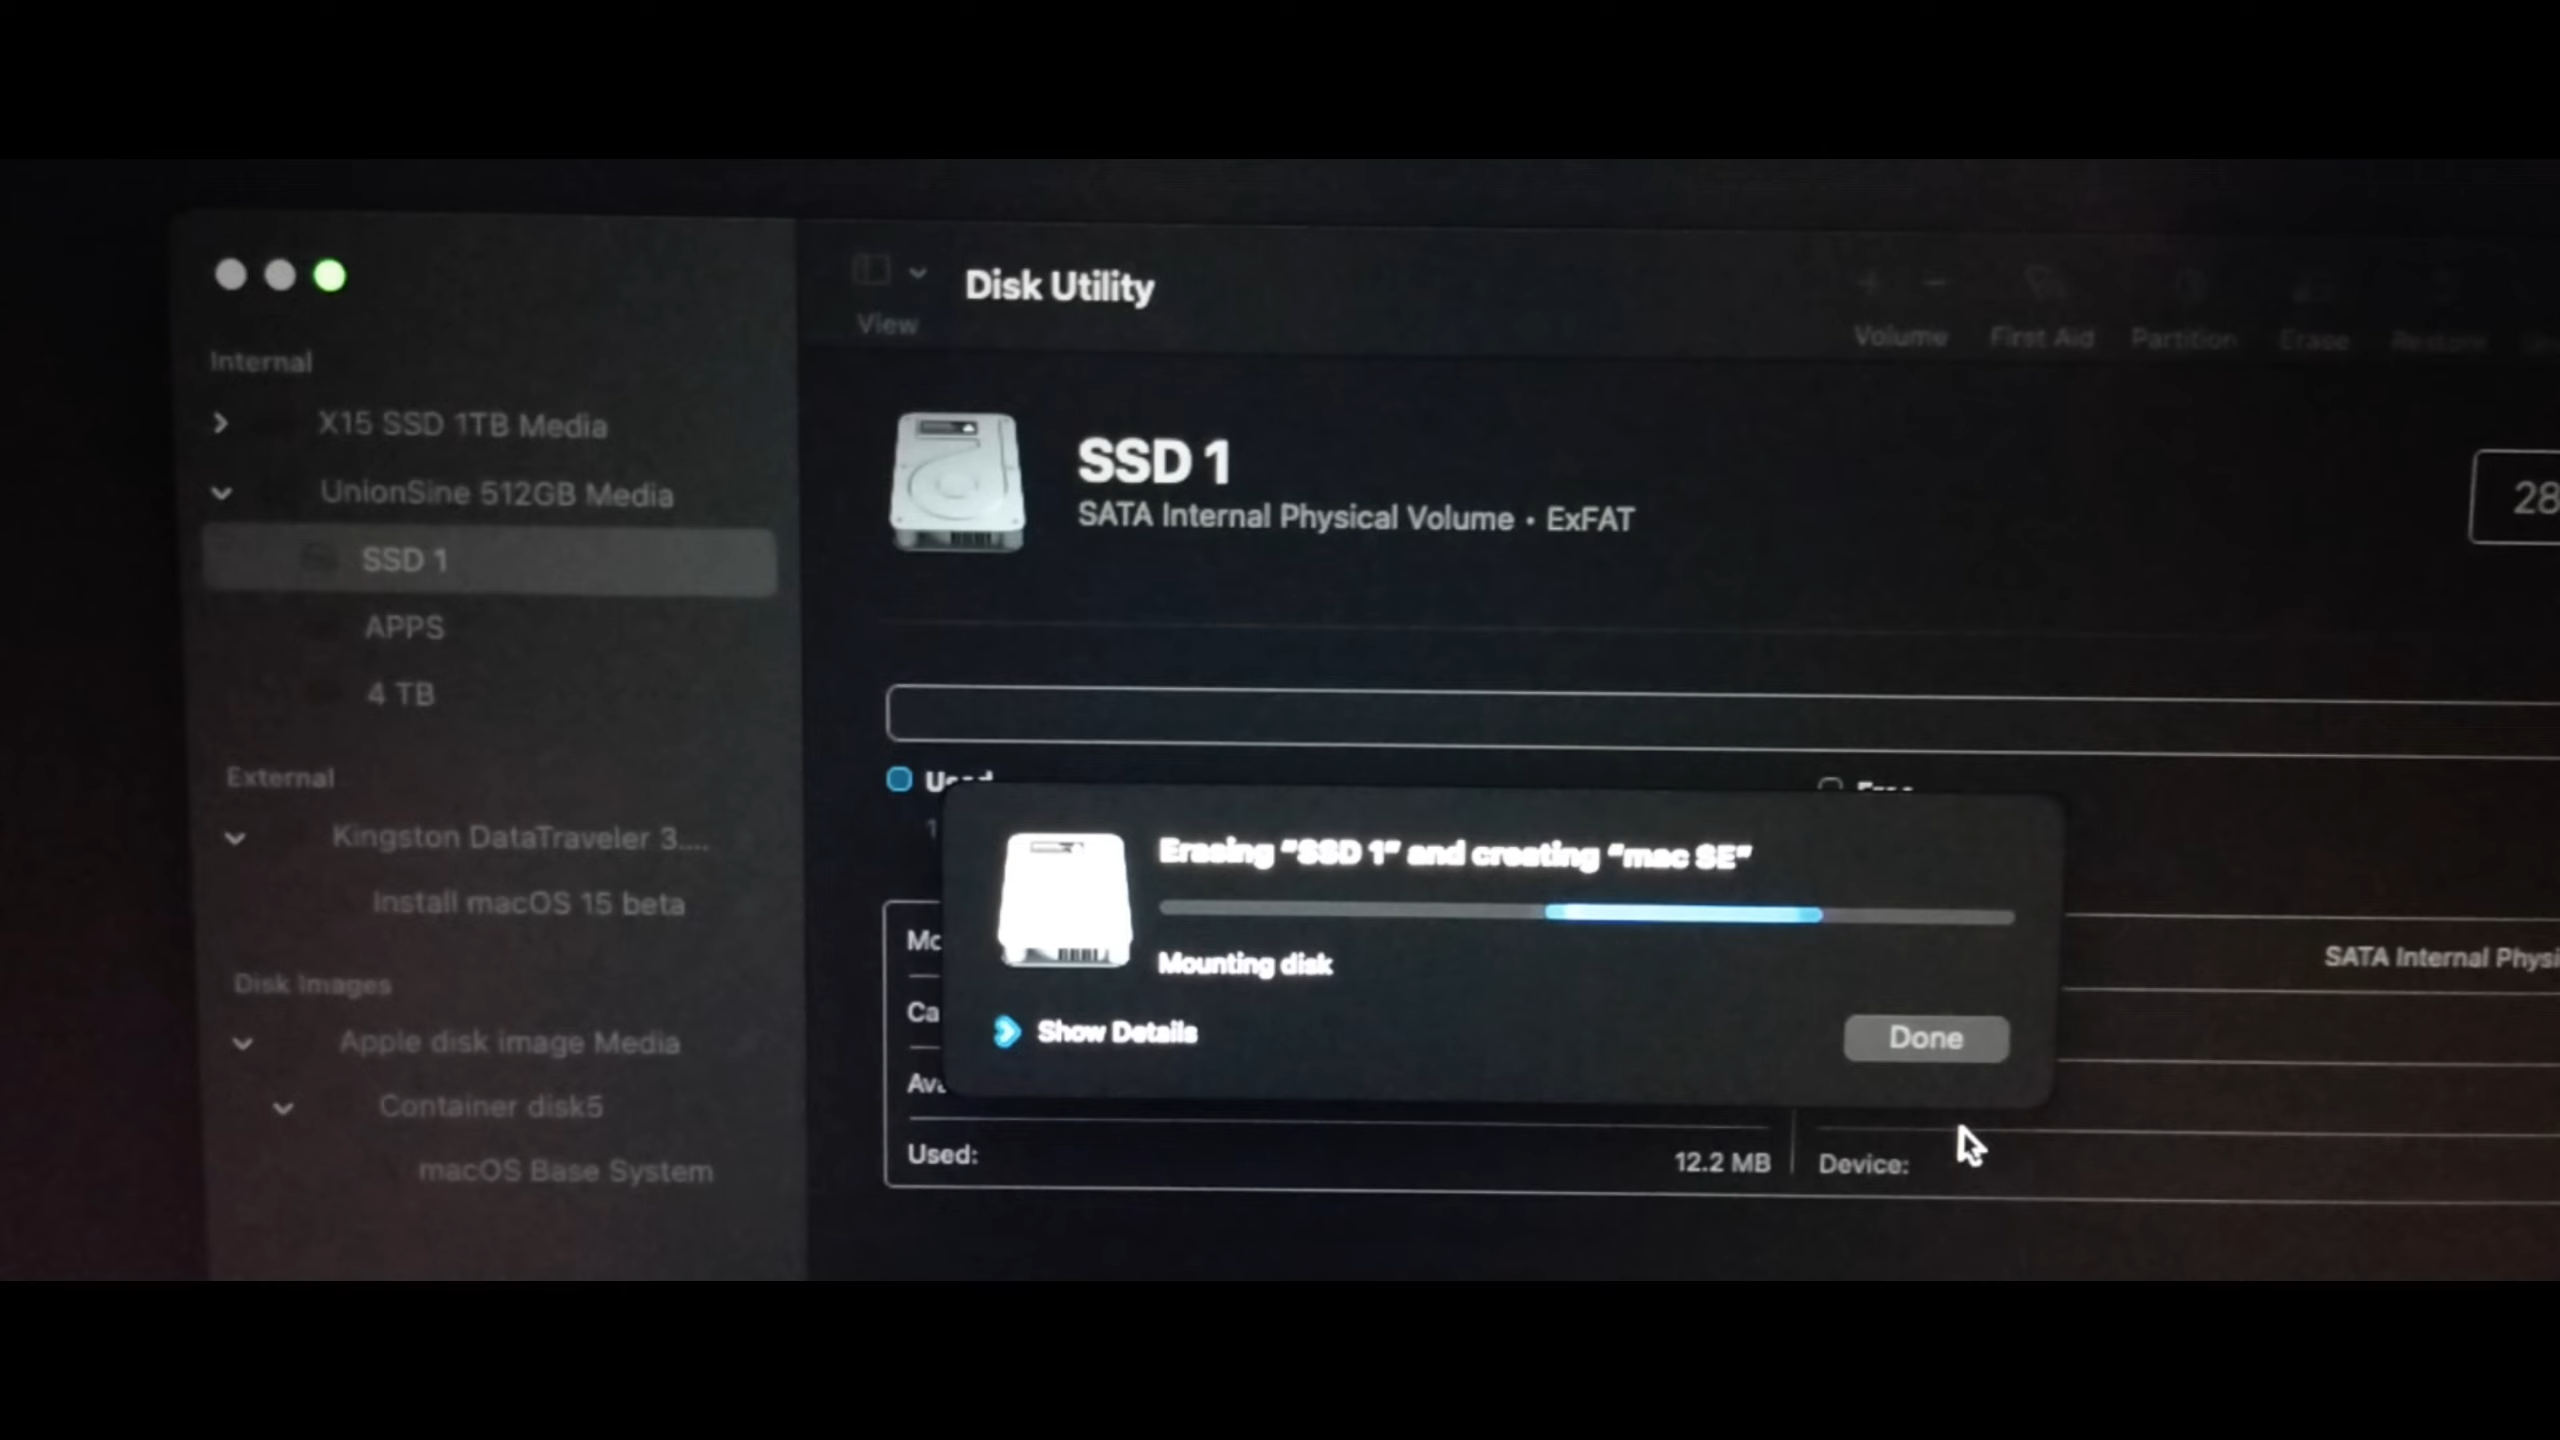 Disk Utility
View
Volume
First Aid
Partition
Erase
Restore
Internal
X15 SSD 1TB Media
UnionSine 512GB Media
SSD 1
APPS
4 TB
External
Kingston DataTraveler 3....
Install macOS 15 beta
Disk Images
Apple disk image Media
Container disk5
macOS Base System
SSD 1
SATA Internal Physical Volume • ExFAT
28
Erasing “SSD 1” and creating “mac SE”
Mounting disk
Show Details
Done
SATA Internal Physi
Used:
12.2 MB
Device: